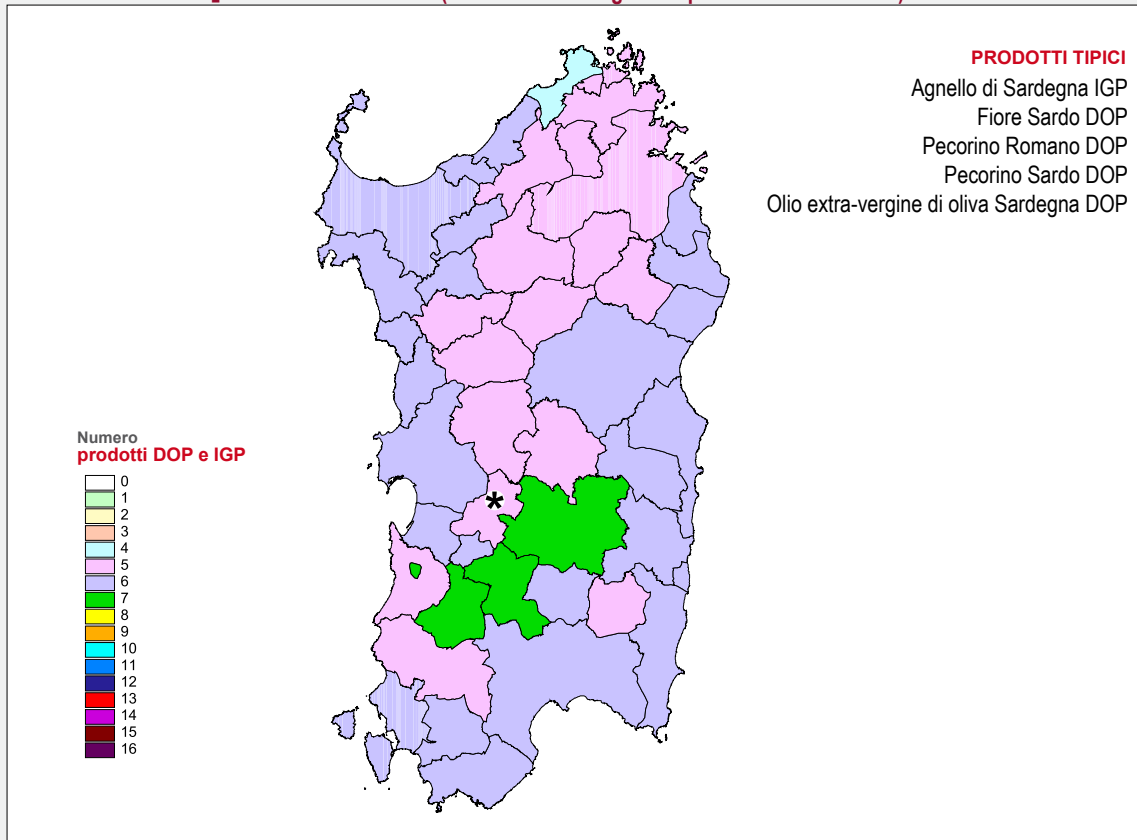 PRODOTTI TIPICI
Agnello di Sardegna IGP
Fiore Sardo DOP
Pecorino Romano DOP
Pecorino Sardo DOP
Olio extra-vergine di oliva Sardegna DOP
*
Numero
prodotti DOP e IGP
0
1
2
3
4
5
6
7
8
9
10
11
12
13
14
15
16